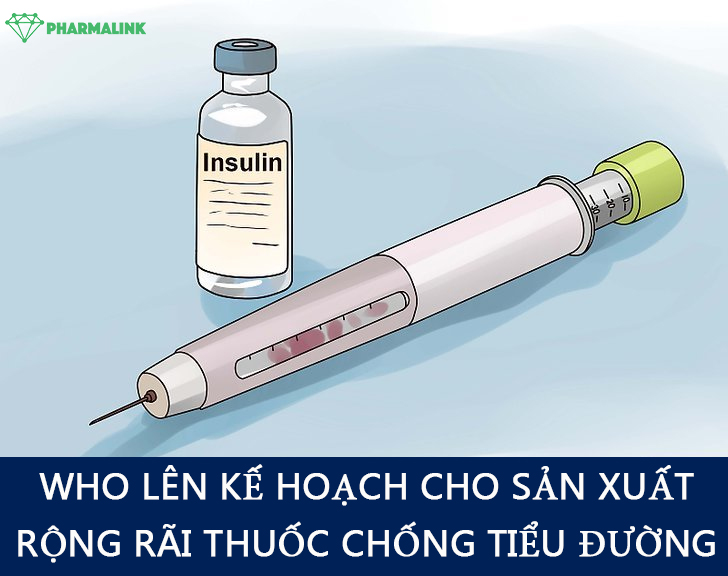 PHARMALINK
Insulin
WHO LÊN KẾ HOẠCH CHO SẢN XUẤT
RỘNG RÃI THUỐC CHỐNG TIỂU ĐƯỜNG